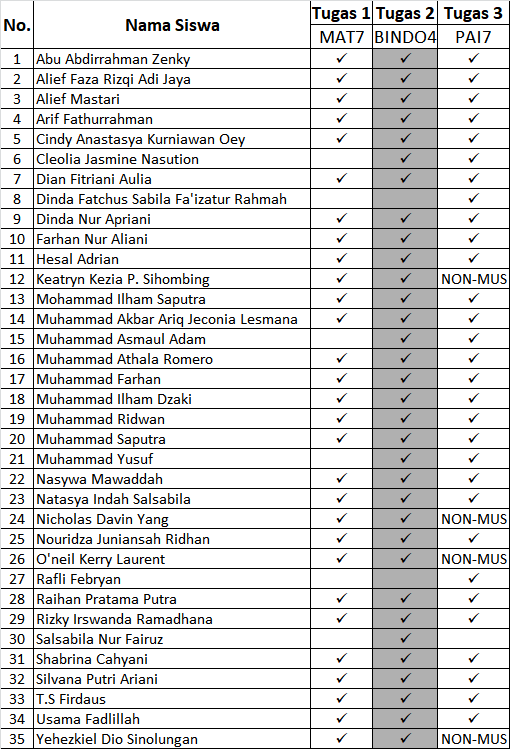 No. Nama Siswa Tugas 1 Tugas 2 Tugas 3
MAT7 BINDO4 PAI7
1 Abu Abdirrahman Zenky ✓ ✓ ✓
2 Alief Faza Rizqi Adi Jaya ✓ ✓ ✓
3 Alief Mastari ✓ ✓ ✓
4 Arif Fathurrahman ✓ ✓ ✓
5 Cindy Anastasya Kurniawan Oey ✓ ✓ ✓
6 Cleolia Jasmine Nasution ✓ ✓
7 Dian Fitriani Aulia ✓ ✓ ✓
8 Dinda Fatchus Sabila Fa'izatur Rahmah ✓
9 Dinda Nur Apriani ✓ ✓ ✓
10 Farhan Nur Aliani ✓ ✓ ✓
11 Hesal Adrian ✓ ✓ ✓
12 Keatryn Kezia P. Sihombing ✓ ✓ NON-MUS
13 Mohammad Ilham Saputra ✓ ✓ ✓
14 Muhammad Akbar Ariq Jeconia Lesmana ✓ ✓ ✓
15 Muhammad Asmaul Adam ✓ ✓
16 Muhammad Athala Romero ✓ ✓ ✓
17 Muhammad Farhan ✓ ✓ ✓
18 Muhammad Ilham Dzaki ✓ ✓ ✓
19 Muhammad Ridwan ✓ ✓ ✓
20 Muhammad Saputra ✓ ✓ ✓
21 Muhammad Yusuf ✓ ✓
22 Nasywa Mawaddah ✓ ✓ ✓
23 Natasya Indah Salsabila ✓ ✓ ✓
24 Nicholas Davin Yang ✓ ✓ NON-MUS
25 Nouridza Juniansah Ridhan ✓ ✓ ✓
26 O'neil Kerry Laurent ✓ ✓ NON-MUS
27 Rafli Febryan ✓
28 Raihan Pratama Putra ✓ ✓ ✓
29 Rizky Irswanda Ramadhana ✓ ✓ ✓
30 Salsabila Nur Fairuz ✓
31 Shabrina Cahyani ✓ ✓ ✓
32 Silvana Putri Ariani ✓ ✓ ✓
33 T.S Firdaus ✓ ✓ ✓
34 Usama Fadlillah ✓ ✓ ✓
35 Yehezkiel Dio Sinolungan ✓ ✓ NON-MUS